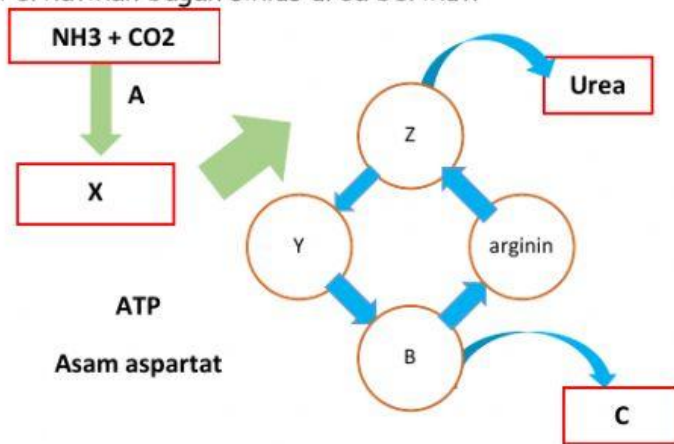 NH3 + CO2
A
X
Urea
Z
Y
arginin
B
ATP
Asam aspartat
C